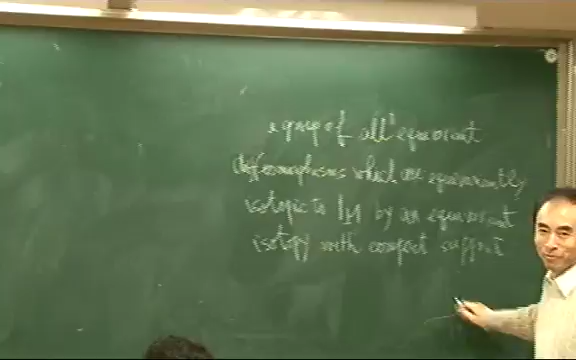 e group of all equivariant
diffeomorphisms which are equivariantly
isotopic to 1M by an equivariant
isotopy with compact support